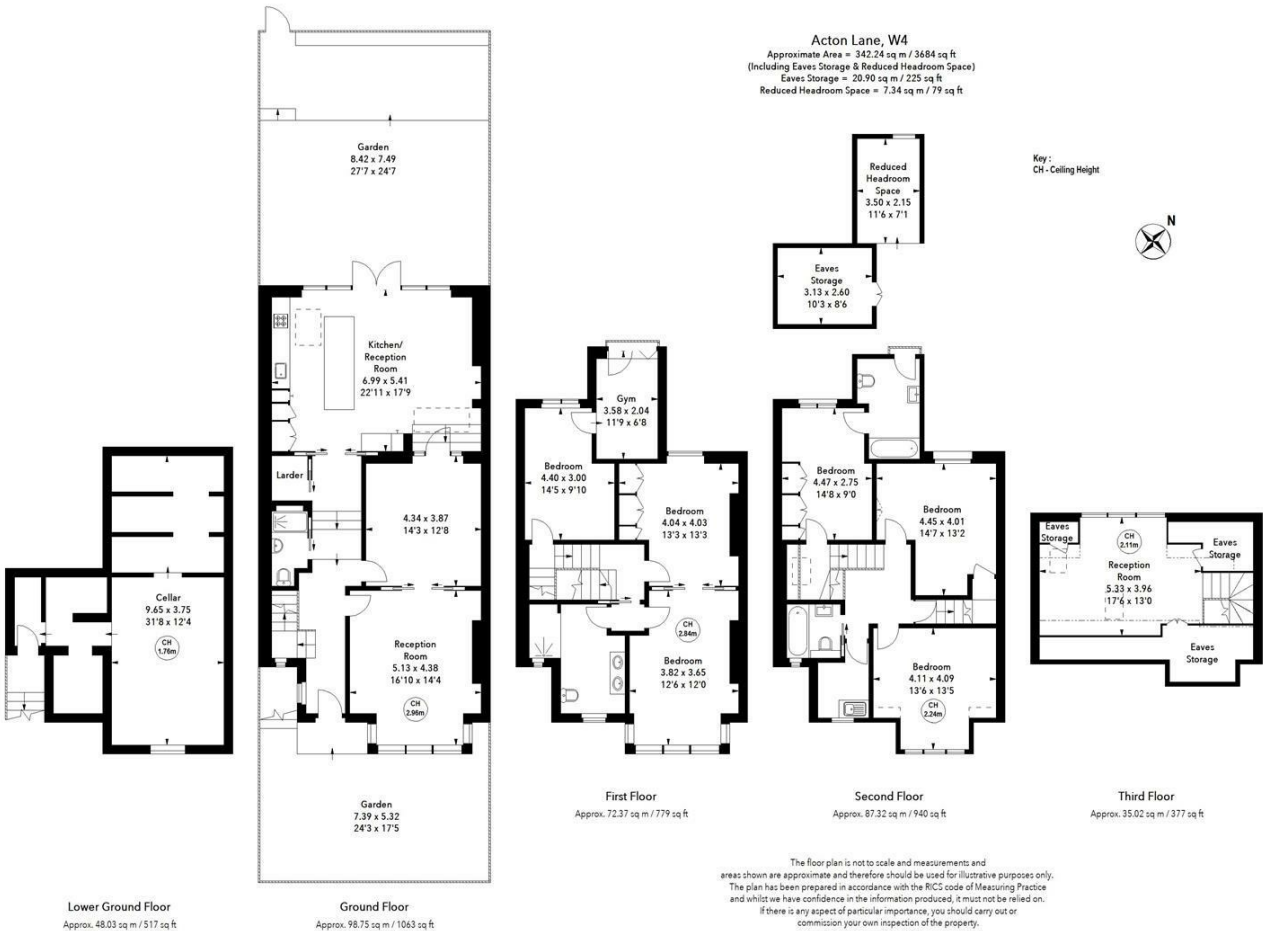 Acton Lane, W4
Approximate Area = 342.24 sq m / 3684 sq ft
(Including Eaves Storage & Reduced Headroom Space)
Eaves Storage = 20.90 sq m / 225 sq ft
Reduced Headroom Space = 7.34 sq m / 79 sq ft
Key :
CH - Ceiling Height
N
Cellar
9.65 x 3.75
31'8 x 12'4
CH
1.76m
Lower Ground Floor
Approx. 48.03 sq m / 517 sq ft
Garden
8.42 x 7.49
27'7 x 24'7
Kitchen/
Reception
Room
6.99 x 5.41
22'11 x 17'9
Larder
4.34 x 3.87
14'3 x 12'8
Reception
Room
5.13 x 4.38
16'10 x 14'4
CH
2.96m
Garden
7.39 x 5.32
24'3 x 17'5
Ground Floor
Approx. 98.75 sq m / 1063 sq ft
Gym
3.58 x 2.04
11'9 x 6'8
Bedroom
4.40 x 3.00
14'5 x 9'10
Bedroom
4.04 x 4.03
13'3 x 13'3
CH
2.84m
Bedroom
3.82 x 3.65
12'6 x 12'0
First Floor
Approx. 72.37 sq m / 779 sq ft
Reduced
Headroom
Space
3.50 x 2.15
11'6 x 7'1
Eaves
Storage
3.13 x 2.60
10'3 x 8'6
Bedroom
4.47 x 2.75
14'8 x 9'0
Bedroom
4.45 x 4.01
14'7 x 13'2
Bedroom
4.11 x 4.09
13'6 x 13'5
CH
2.24m
Second Floor
Approx. 87.32 sq m / 940 sq ft
Eaves
Storage
CH
2.11m
Eaves
Storage
Reception
Room
5.33 x 3.96
17'6 x 13'0
Eaves
Storage
Third Floor
Approx. 35.02 sq m / 377 sq ft
The floor plan is not to scale and measurements and
areas shown are approximate and therefore should be used for illustrative purposes only.
The plan has been prepared in accordance with the RICS code of Measuring Practice
and whilst we have confidence in the information produced, it must not be relied on.
If there is any aspect of particular importance, you should carry out or
commission your own inspection of the property.